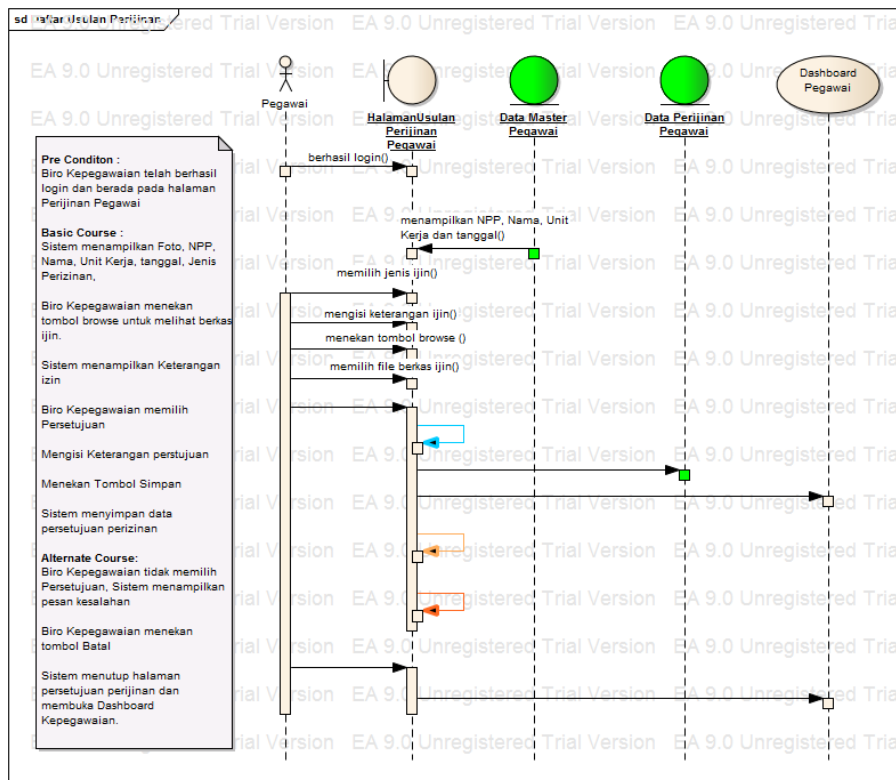 sd Daftar Usulan Perijinan
EA 9.0 Unregistered Trial Version
Pegawai
HalamanUsulan
Perijinan
Pegawai
Data Master
Pegawai
Data Perijinan
Pegawai
Dashboard
Pegawai
Pre Conditon :
Biro Kepegawaian telah berhasil
login dan berada pada halaman
Perijinan Pegawai
Basic Course :
Sistem menampilkan Foto, NPP,
Nama, Unit Kerja, tanggal, Jenis
Perizinan,
Biro Kepegawaian menekan
tombol browse untuk melihat berkas
ijin.
Sistem menampilkan Keterangan
izin
Biro Kepegawaian memilih
Persetujuan
Mengisi Keterangan perstujuan
Menekan Tombol Simpan
Sistem menyimpan data
persetujuan perizinan
Alternate Course:
Biro Kepegawaian tidak memilih
Persetujuan, Sistem menampilkan
pesan kesalahan
Biro Kepegawaian menekan
tombol Batal
Sistem menutup halaman
persetujuan perijinan dan
membuka Dashboard
Kepegawaian.
berhasil login()
menampilkan NPP, Nama, Unit
Kerja dan tanggal()
memilih jenis ijin()
mengisi keterangan ijin()
menekan tombol browse ()
memilih file berkas ijin()